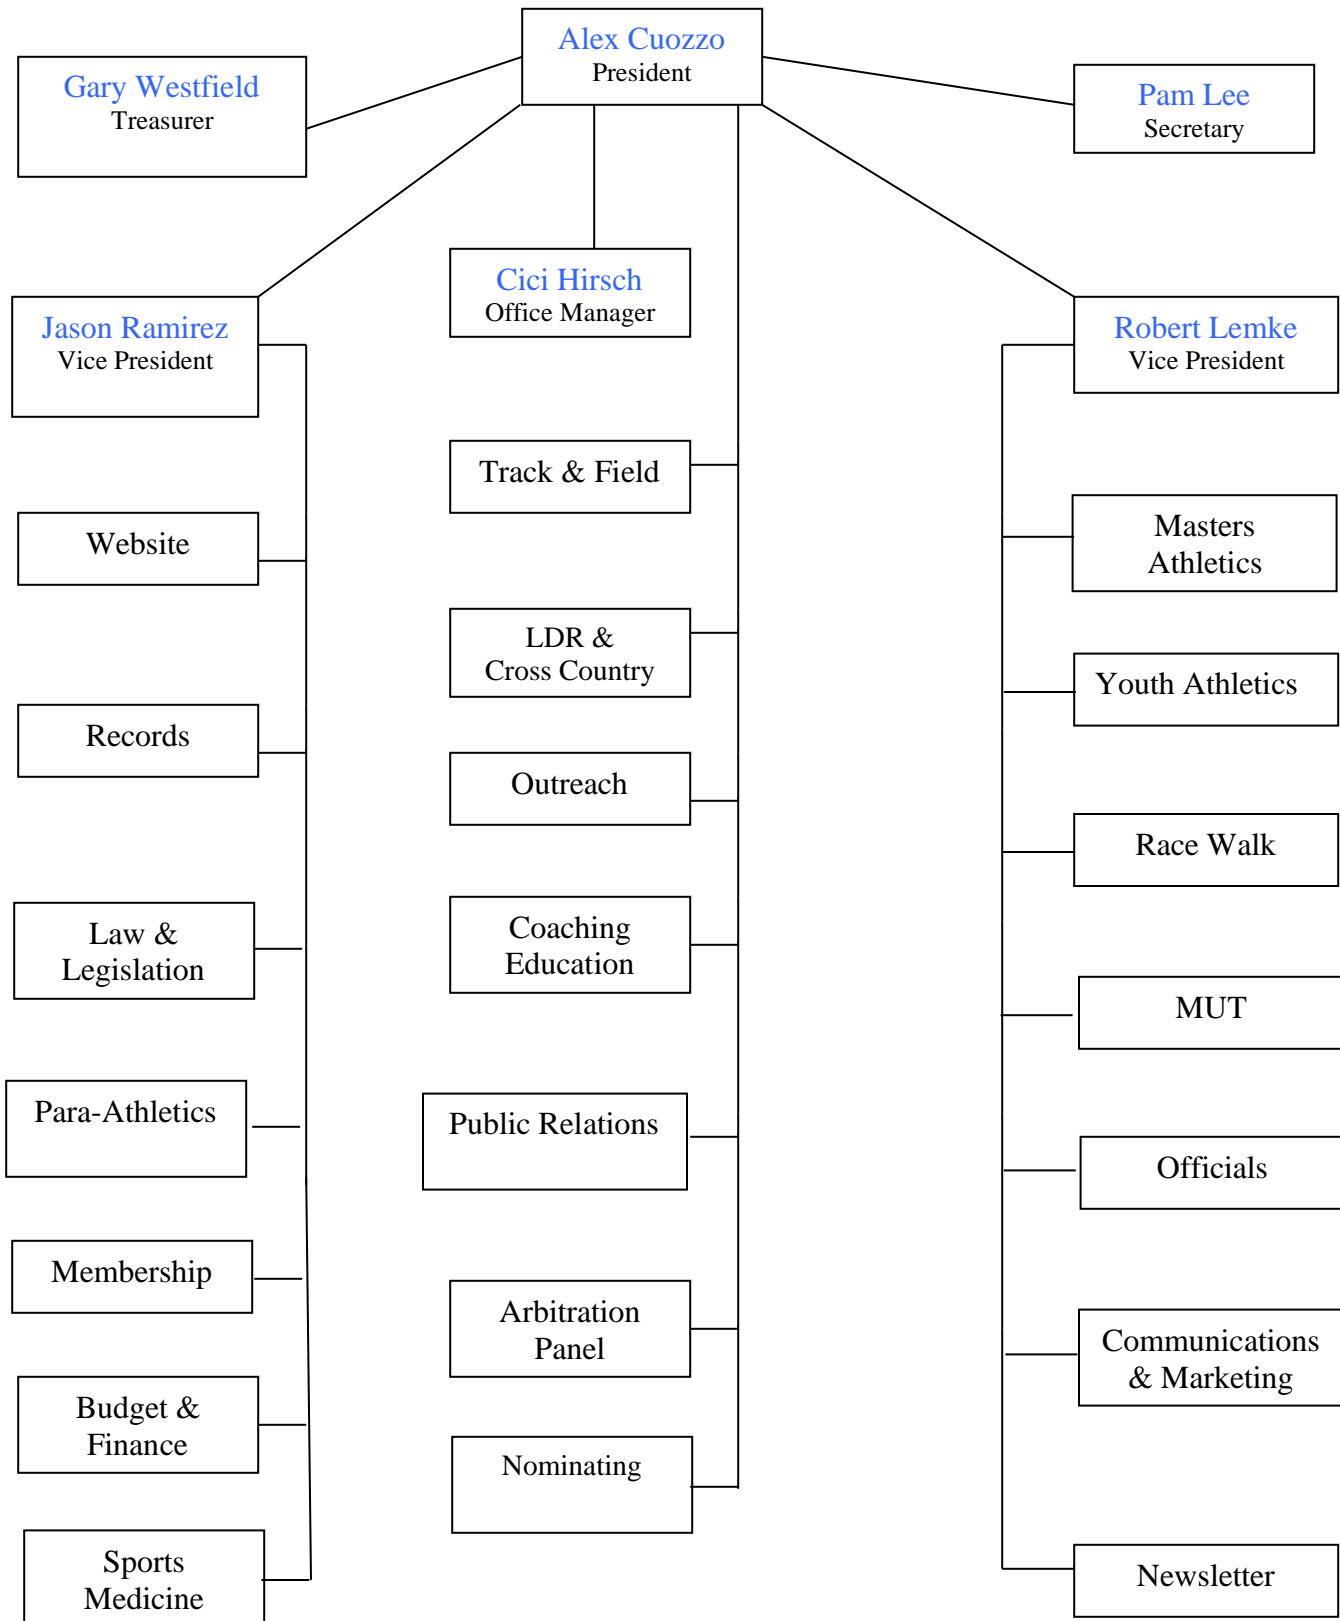 Alex Cuozzo
President
Gary Westfield
Treasurer
Pam Lee
Secretary
Cici Hirsch
Office Manager
Jason Ramirez
Vice President
Robert Lemke
Vice President
Website
Records
Law &
Legislation
Para-Athletics
Membership
Budget &
Finance
Sports
Medicine
Track & Field
LDR &
Cross Country
Outreach
Coaching
Education
Public Relations
Arbitration
Panel
Nominating
Masters
Athletics
Youth Athletics
Race Walk
MUT
Officials
Communications
& Marketing
Newsletter